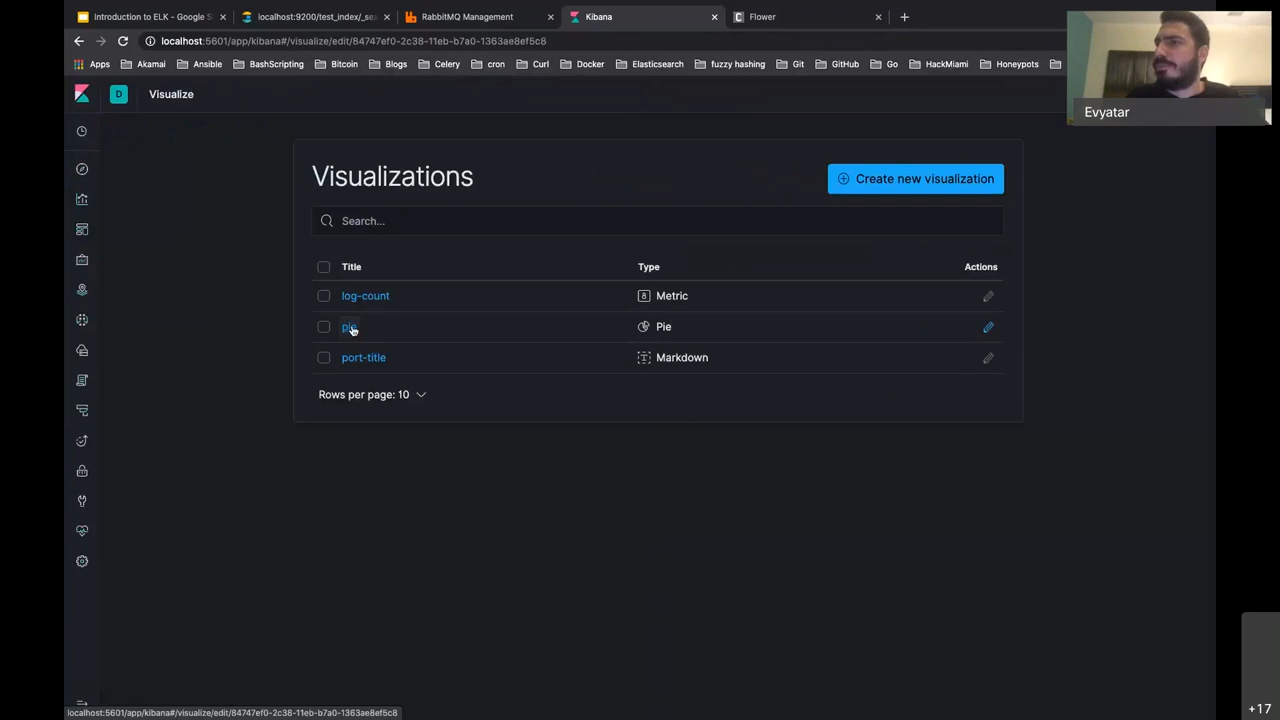 Introduction to ELK - Google S
localhost:9200/test_index/_sea
RabbitMQ Management
Kibana
Flower
localhost:5601/app/kibana#/visualize/edit/84747ef0-2c38-11eb-b7a0-1363ae8ef5c8
Apps
Akamai
Ansible
BashScripting
Bitcoin
Blogs
Celery
cron
Curl
Docker
Elasticsearch
fuzzy hashing
Git
GitHub
Go
HackMiami
Honeypots
D
Visualize
Evyatar
Visualizations
Create new visualization
Search...
Title
Type
Actions
log-count
Metric
pie
Pie
port-title
Markdown
Rows per page: 10
localhost:5601/app/kibana#/visualize/edit/84747ef0-2c38-11eb-b7a0-1363ae8ef5c8
+17